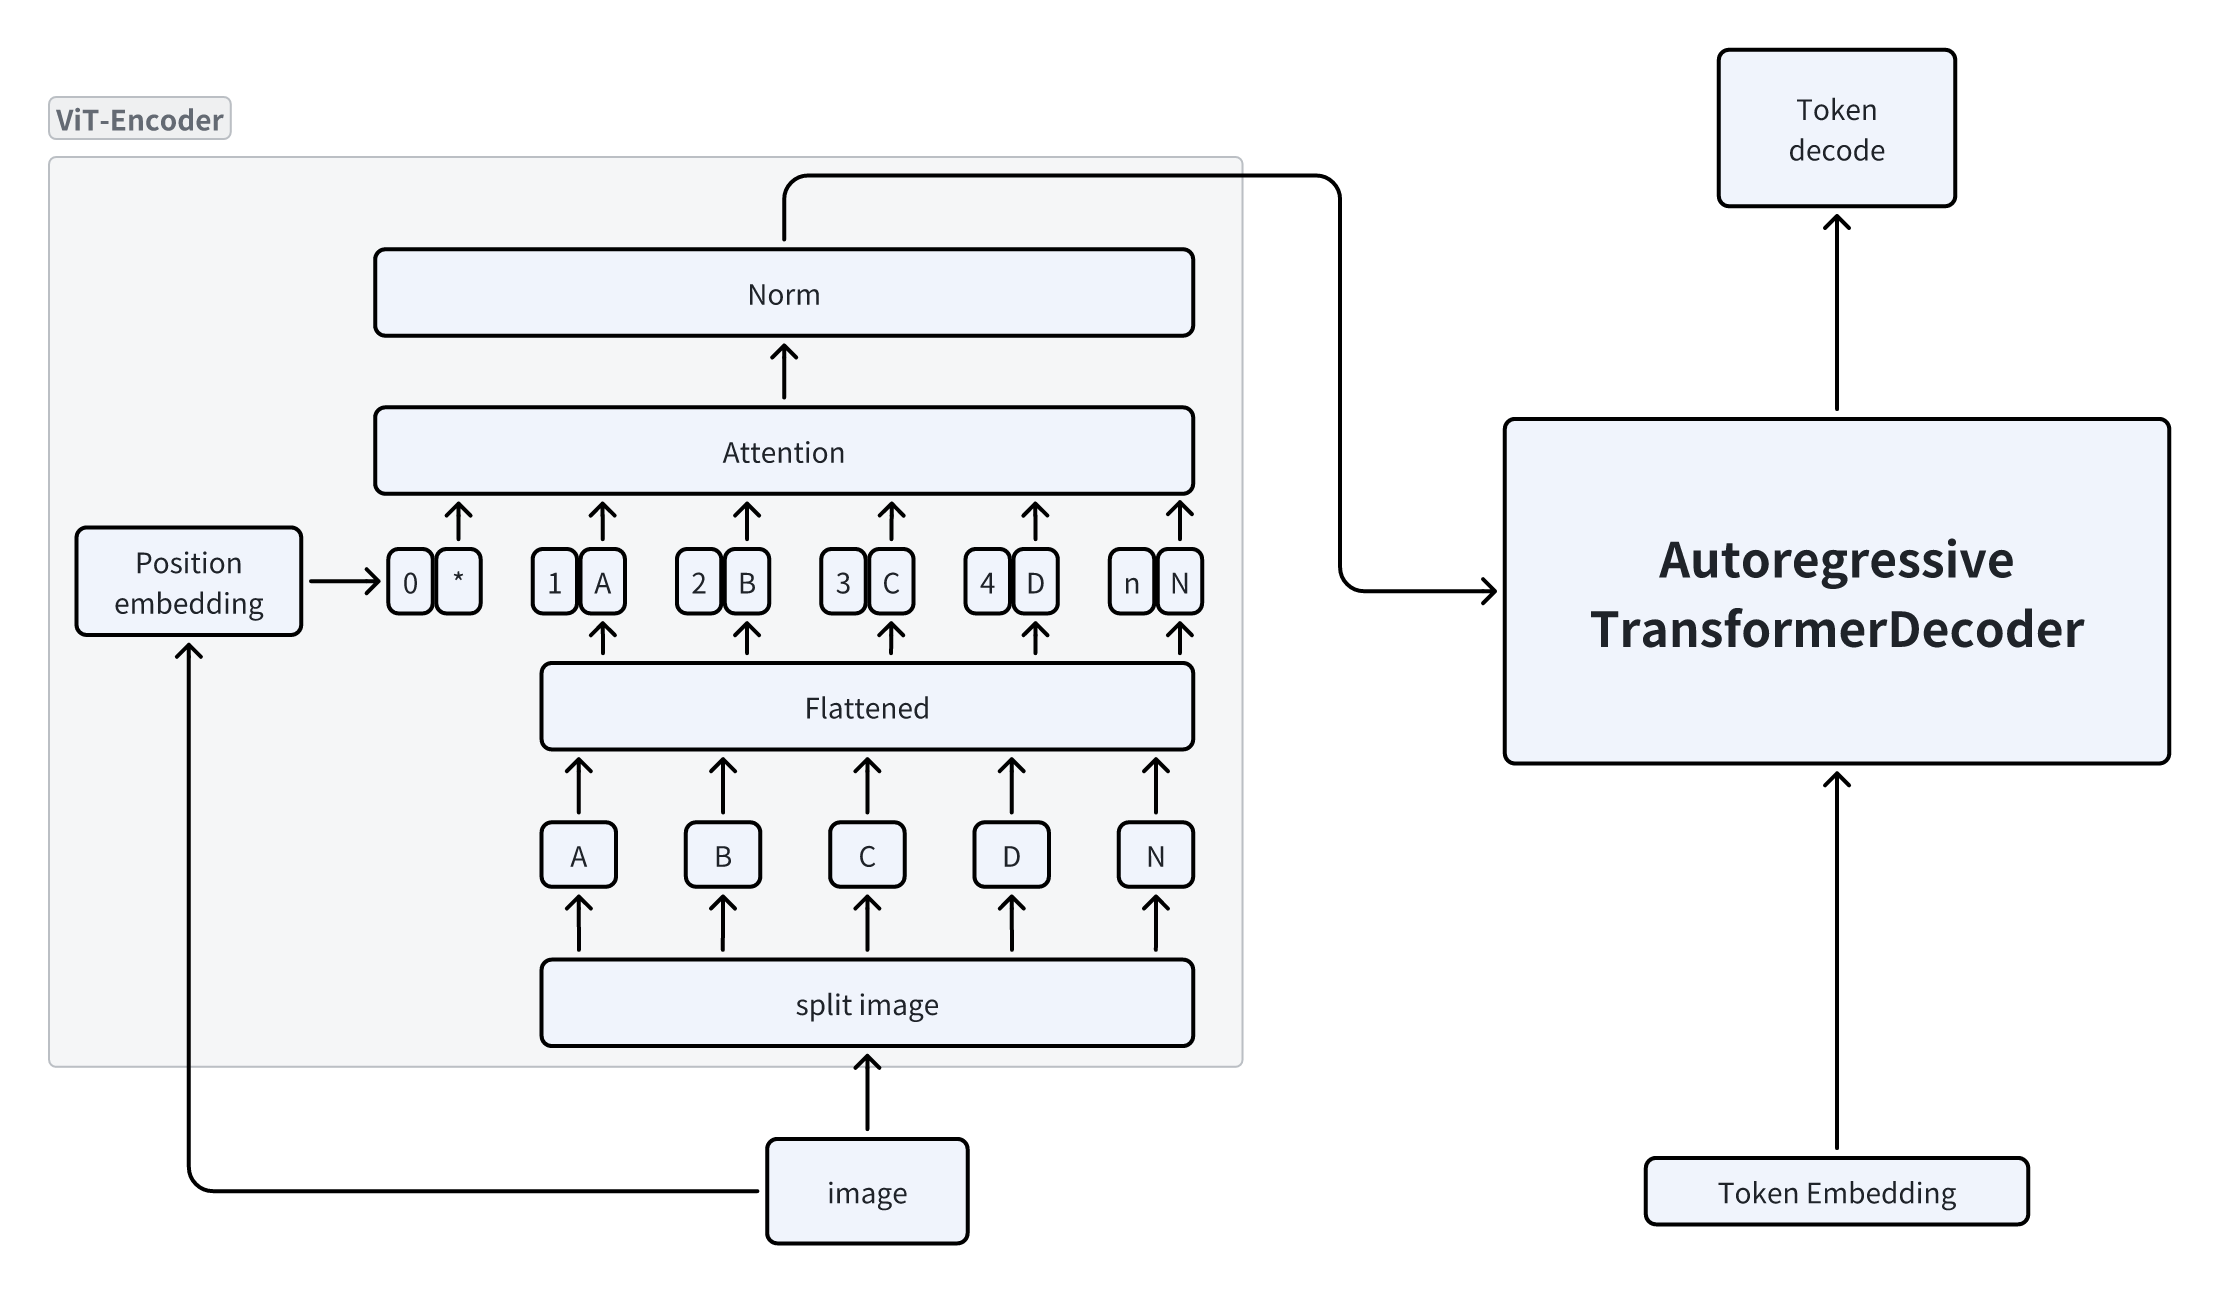 ViT-Encoder
Token
decode
Norm
Attention
Autoregressive
TransformerDecoder
Position
embedding
0 * 1 A 2 B 3 C 4 D n N
Flattened
A B C D N
split image
image
Token Embedding